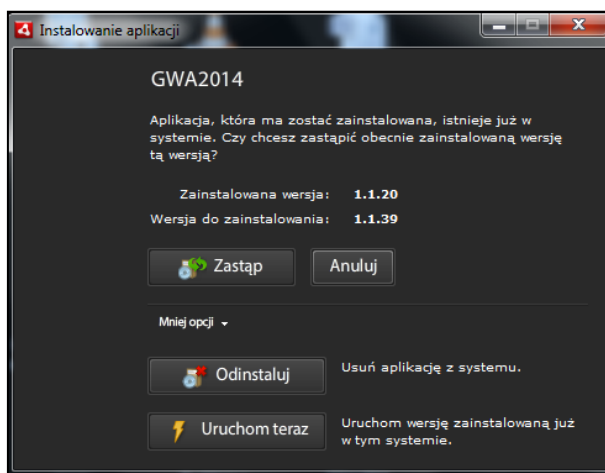 Instalowanie aplikacji
GWA2014
Aplikacja, która ma zostać zainstalowana, istnieje już w
systemie. Czy chcesz zastąpić obecnie zainstalowaną wersję
tą wersją?
Zainstalowana wersja: 1.1.20
Wersja do zainstalowania: 1.1.39
Zastąp Anuluj
Mniej opcji
Odinstaluj Usuń aplikację z systemu.
Uruchom teraz Uruchom wersję zainstalowaną już
w tym systemie.